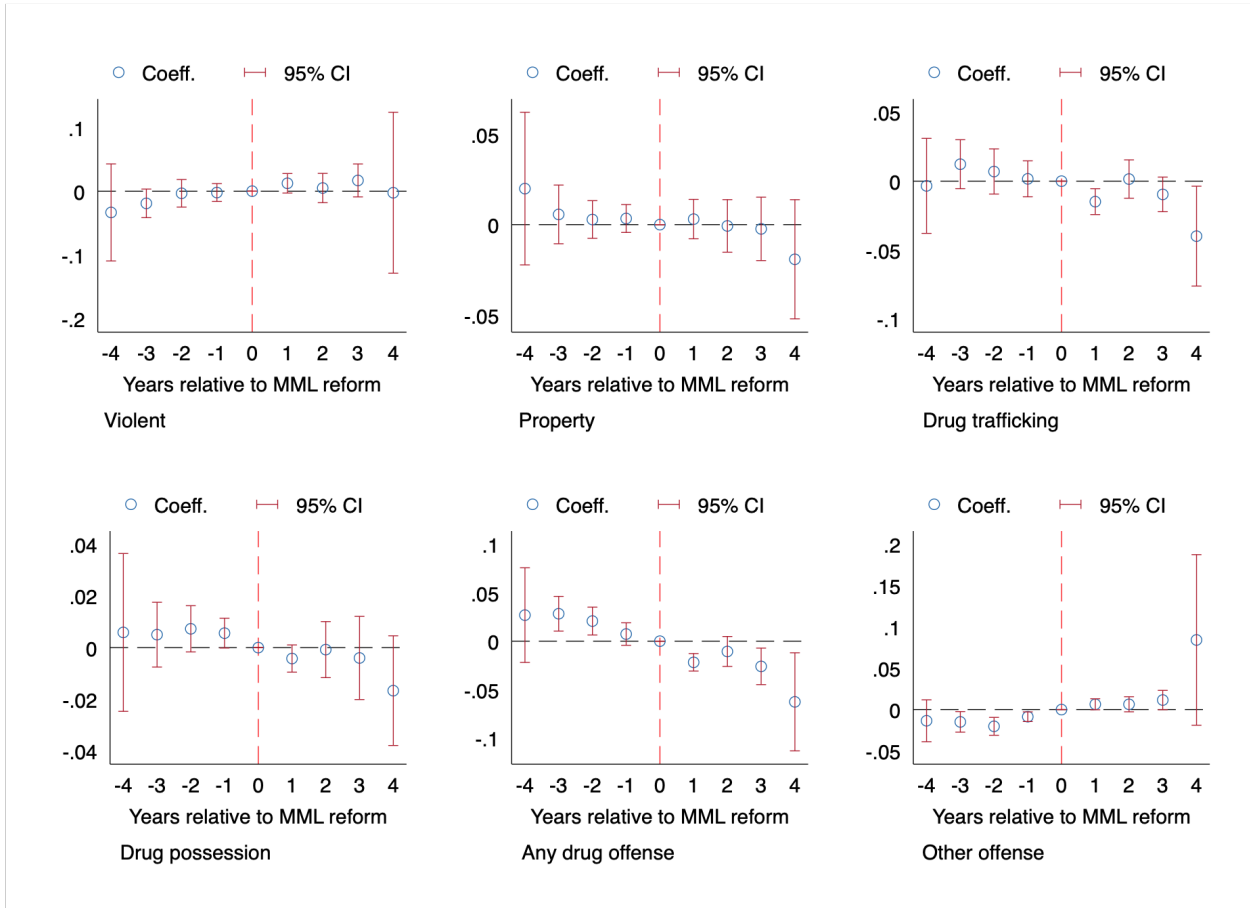 Coeff. 95% CI
.1
0
-.1
-.2
-4 -3 -2 -1 0 1 2 3 4
Years relative to MML reform
Violent
Coeff. 95% CI
.05
0
-.05
-4 -3 -2 -1 0 1 2 3 4
Years relative to MML reform
Property
Coeff. 95% CI
.05
0
-.05
-.1
-4 -3 -2 -1 0 1 2 3 4
Years relative to MML reform
Drug trafficking
Coeff. 95% CI
.04
.02
0
-.02
-.04
-4 -3 -2 -1 0 1 2 3 4
Years relative to MML reform
Drug possession
Coeff. 95% CI
.1
.05
0
-.05
-.1
-4 -3 -2 -1 0 1 2 3 4
Years relative to MML reform
Any drug offense
Coeff. 95% CI
.2
.15
.1
.05
0
-.05
-4 -3 -2 -1 0 1 2 3 4
Years relative to MML reform
Other offense